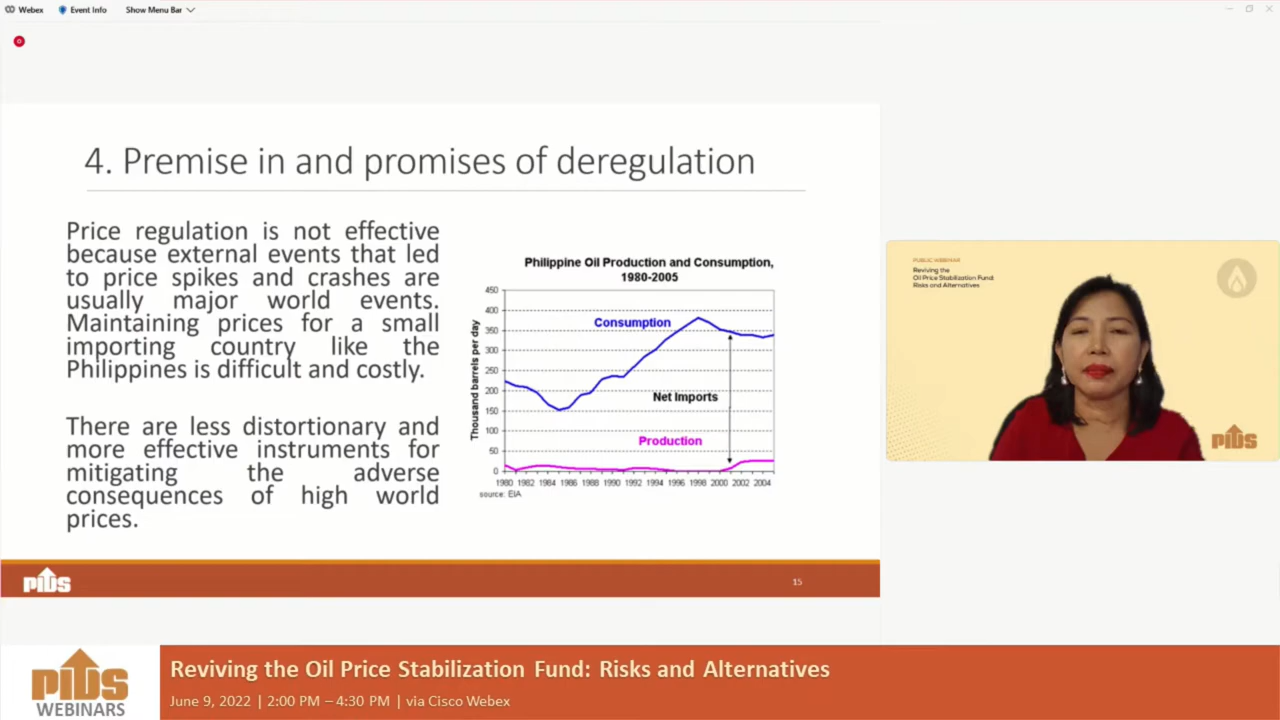 Webex Event Info Show Menu Bar
4. Premise in and promises of deregulation
Price regulation is not effective
because external events that led
to price spikes and crashes are
usually major world events.
Maintaining prices for a small
importing country like the
Philippines is difficult and costly.
There are less distortionary and
more effective instruments for
mitigating the adverse
consequences of high world
prices.
Philippine Oil Production and Consumption,
1980-2005
Thousand barrels per day
450
400
350
300
250
200
150
100
50
0
Consumption
Net Imports
Production
1980 1982 1984 1986 1988 1990 1992 1994 1996 1998 2000 2002 2004
source: EIA
PIDS
15
PUBLIC WEBINAR
Reviving the
Oil Price Stabilization Fund:
Risks and Alternatives
PIDS
PIDS
WEBINARS
Reviving the Oil Price Stabilization Fund: Risks and Alternatives
June 9, 2022 | 2:00 PM – 4:30 PM | via Cisco Webex